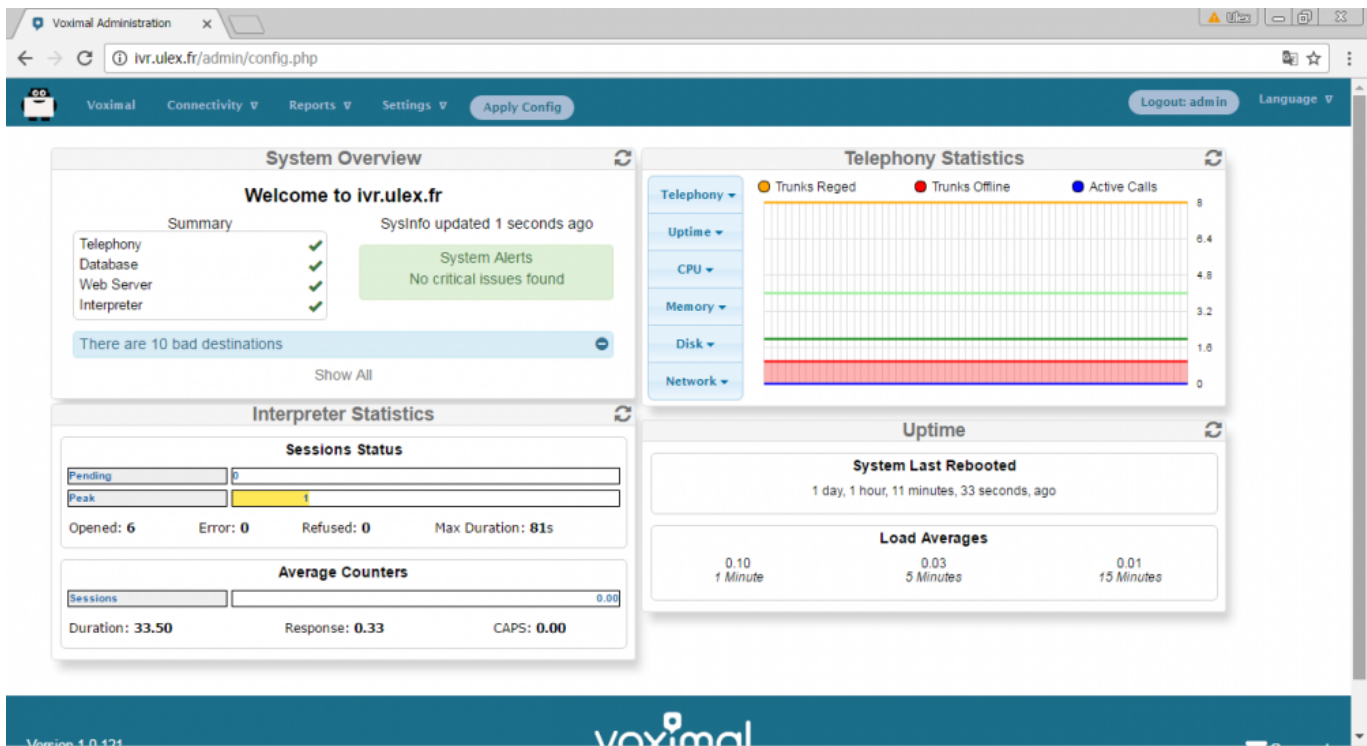 Voximal Administration
Ulex
ivr.ulex.fr/admin/config.php
Voximal Connectivity Reports Settings Apply Config Logout: admin Language
System Overview
Welcome to ivr.ulex.fr
Summary
Telephony
Database
Web Server
Interpreter
SysInfo updated 1 seconds ago
System Alerts
No critical issues found
There are 10 bad destinations
Show All
Telephony Statistics
Telephony
Uptime
CPU
Memory
Disk
Network
Trunks Reged Trunks Offline Active Calls
8
6.4
4.8
3.2
1.6
0
Interpreter Statistics
Sessions Status
Pending 0
Peak 1
Opened: 6 Error: 0 Refused: 0 Max Duration: 81s
Average Counters
Sessions 0.00
Duration: 33.50 Response: 0.33 CAPS: 0.00
Uptime
System Last Rebooted
1 day, 1 hour, 11 minutes, 33 seconds, ago
Load Averages
0.10 0.03 0.01
1 Minute 5 Minutes 15 Minutes
Version 1.0.121
voximal